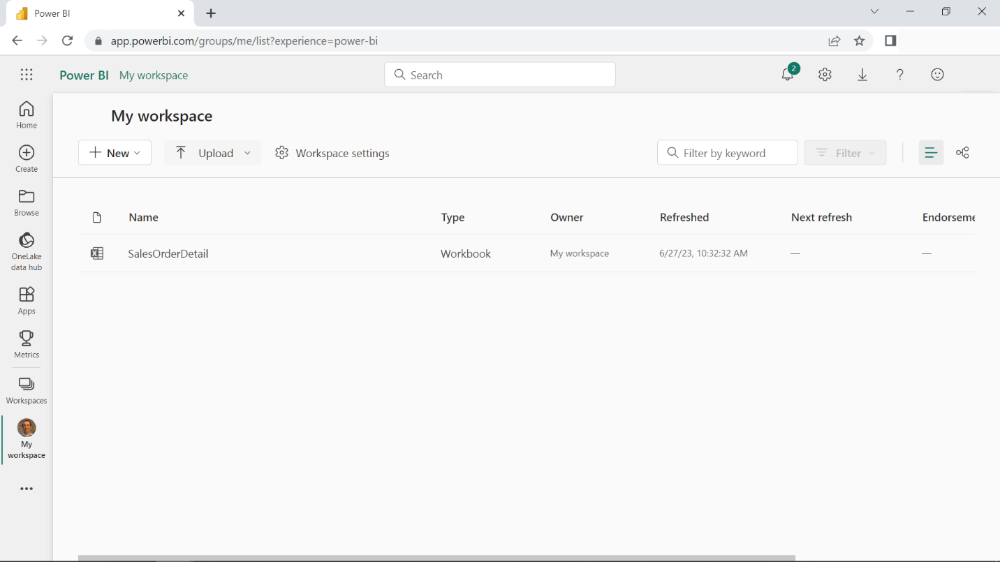 Power BI
app.powerbi.com/groups/me/list?experience=power-bi
Power BI My workspace
Search
2
Home
Create
Browse
OneLake
data hub
Apps
Metrics
Workspaces
My
workspace
My workspace
New Upload Workspace settings
Filter by keyword Filter
Name Type Owner Refreshed Next refresh Endorseme
SalesOrderDetail Workbook My workspace 6/27/23, 10:32:32 AM — —